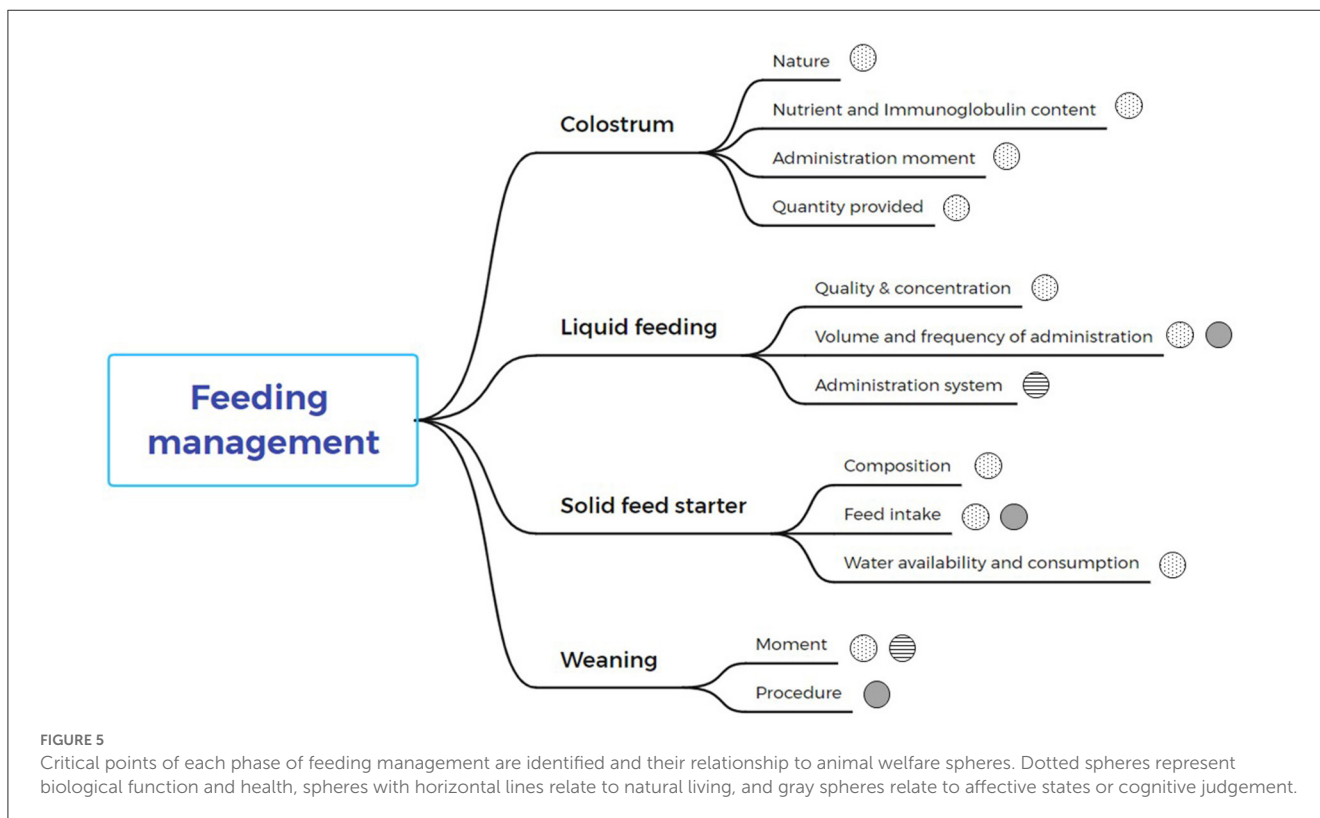 Feeding
management
Colostrum
Nature
Nutrient and Immunoglobulin content
Administration moment
Quantity provided
Liquid feeding
Quality & concentration
Volume and frequency of administration
Administration system
Solid feed starter
Composition
Feed intake
Water availability and consumption
Weaning
Moment
Procedure
FIGURE 5
Critical points of each phase of feeding management are identified and their relationship to animal welfare spheres. Dotted spheres represent
biological function and health, spheres with horizontal lines relate to natural living, and gray spheres relate to affective states or cognitive judgement.